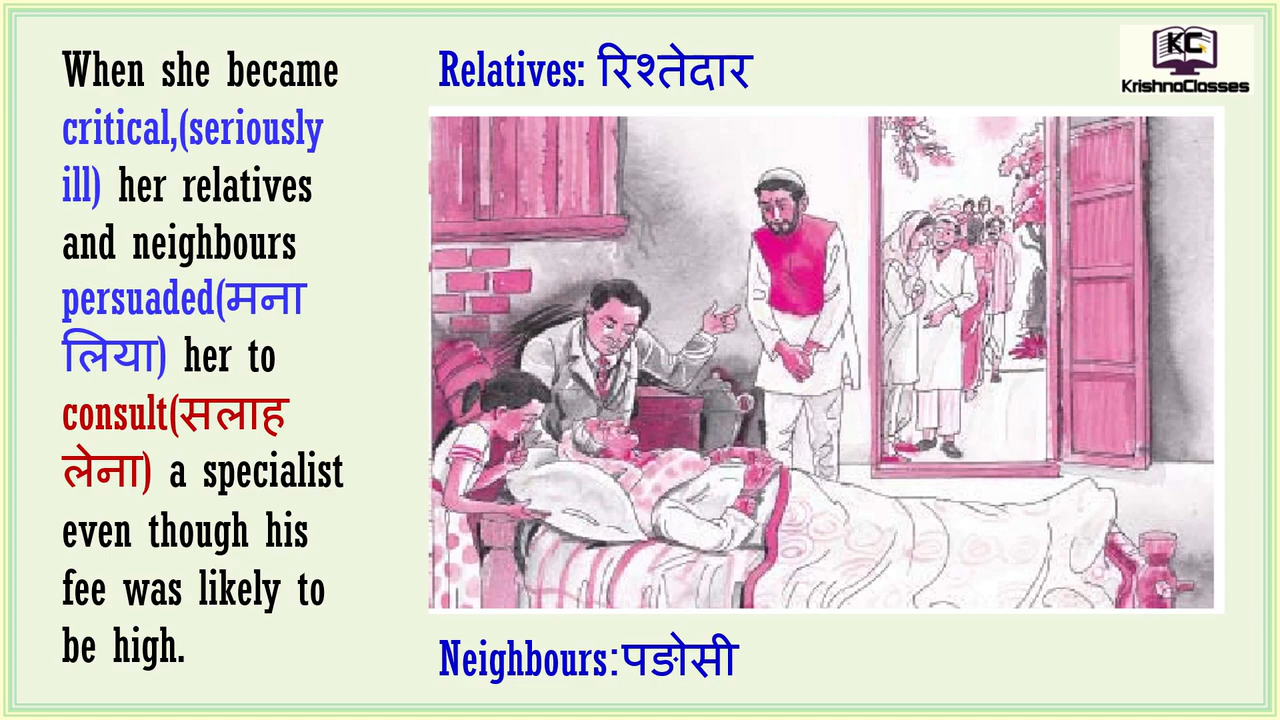 When she became
critical,(seriously
ill) her relatives
and neighbours
persuaded(मना
लिया) her to
consult(सलाह
लेना) a specialist
even though his
fee was likely to
be high.
Relatives: रिश्तेदार
KC
KrishnaClasses
Neighbours:पङोसी